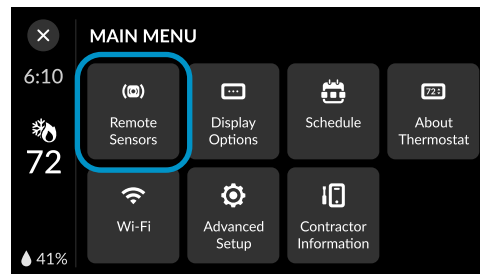 MAIN MENU
6:10
72
41%
Remote
Sensors
Display
Options
Schedule
72
About
Thermostat
Wi-Fi
Advanced
Setup
Contractor
Information